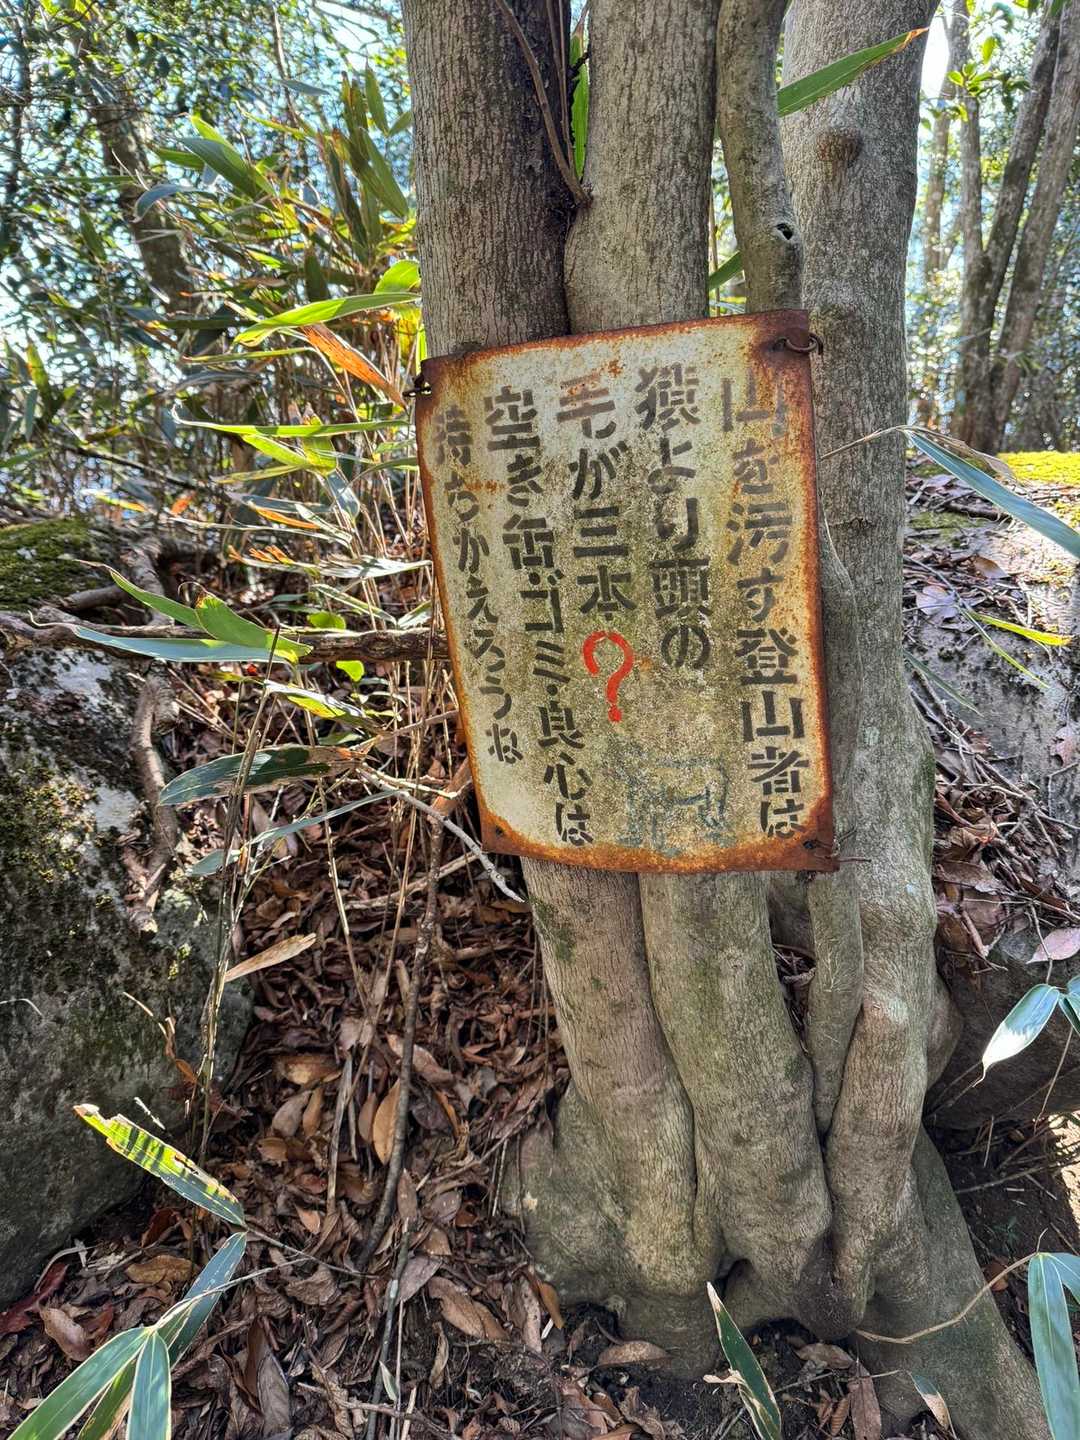 山を汚す登山者は
猿より頭の
毛が三本?
空き缶・ゴミ・良心は
持ちかえろうね